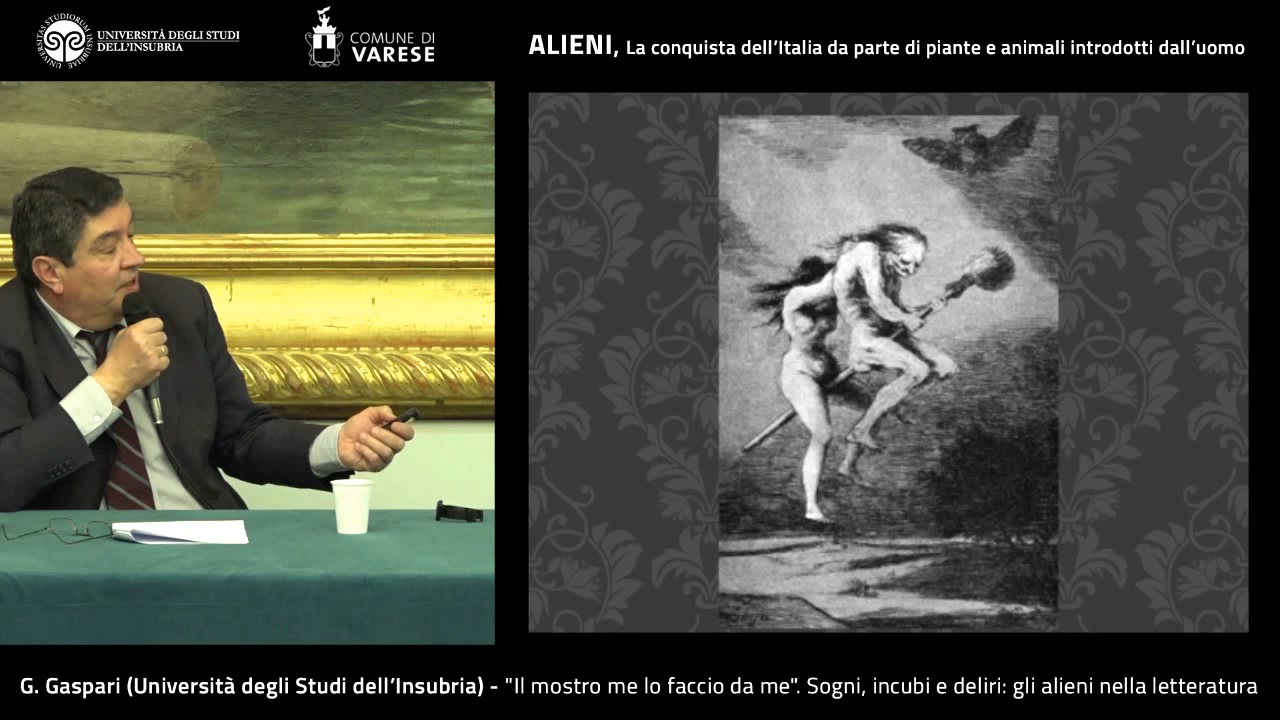 UNIVERSITÀ DEGLI STUDI
DELL'INSUBRIA
COMUNE DI
VARESE
ALIENI, La conquista dell'Italia da parte di piante e animali introdotti dall'uomo
G. Gaspari (Università degli Studi dell'Insubria) - "Il mostro me lo faccio da me". Sogni, incubi e deliri: gli alieni nella letteratura